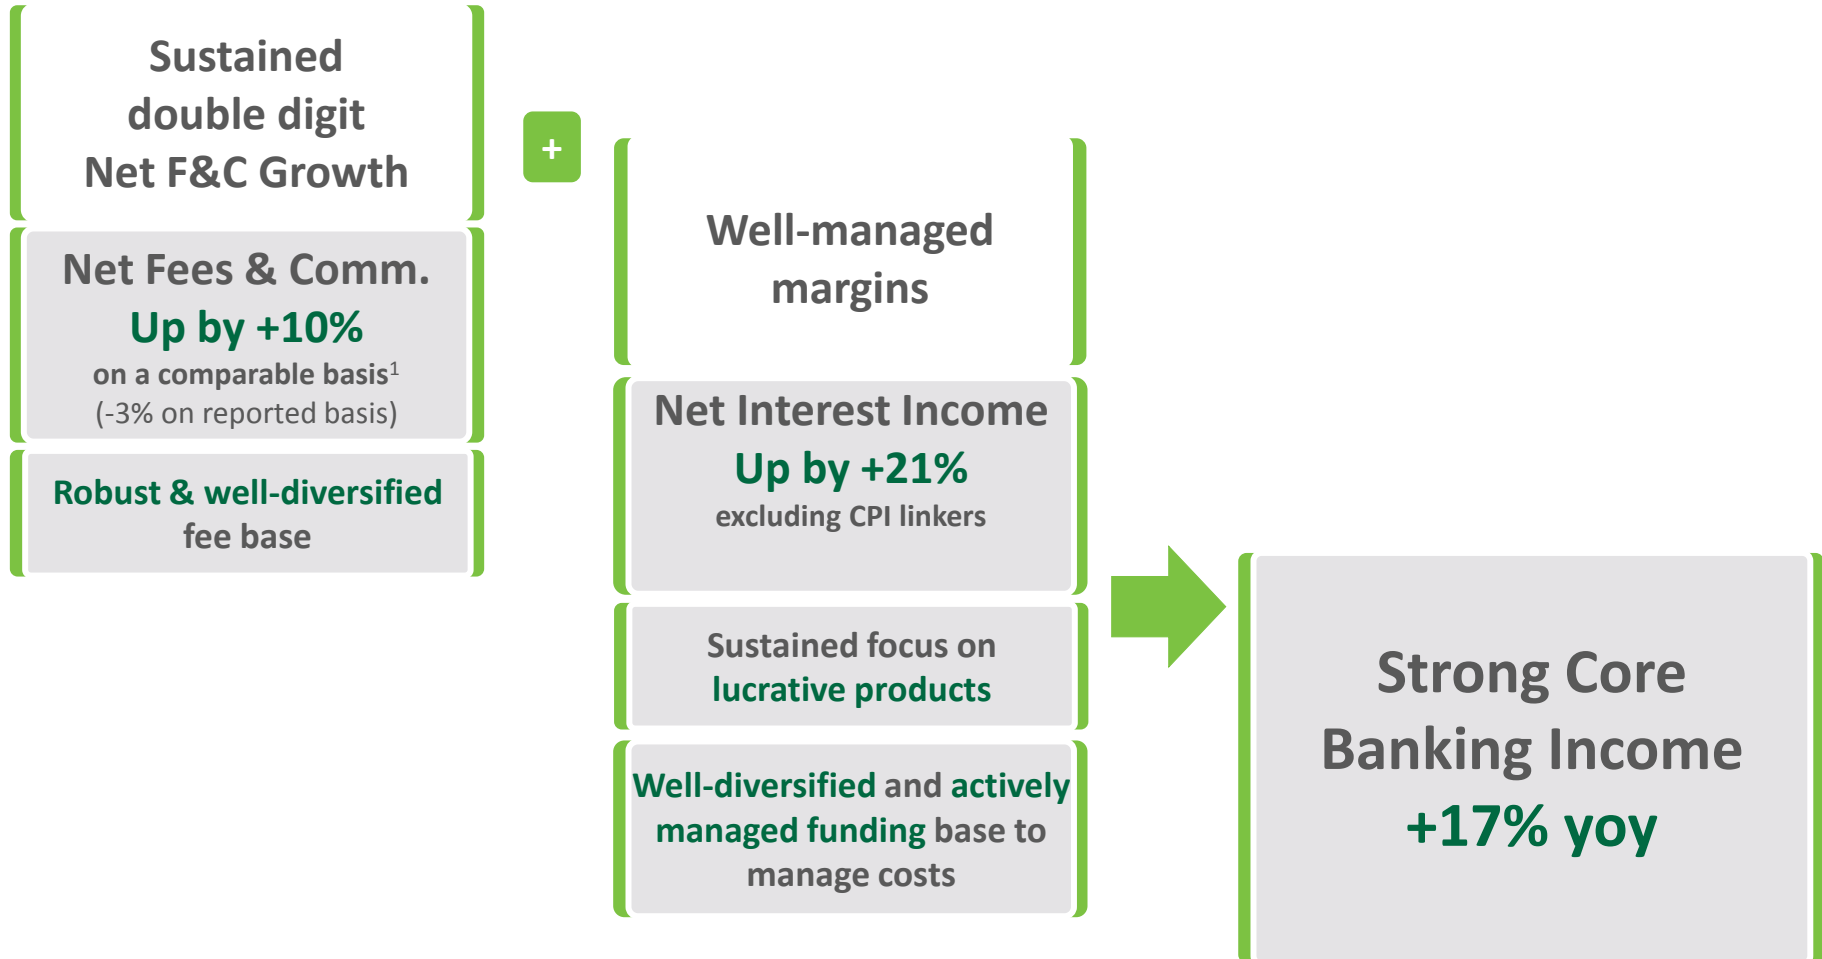 Sustained
double digit
Net F&C Growth
Net Fees & Comm.
Up by +10%
on a comparable basis¹
(-3% on reported basis)
Robust & well-diversified
fee base
+
Well-managed
margins
Net Interest Income
Up by +21%
excluding CPI linkers
Sustained focus on
lucrative products
Well-diversified and actively
managed funding base to
manage costs
Strong Core
Banking Income
+17% yoy